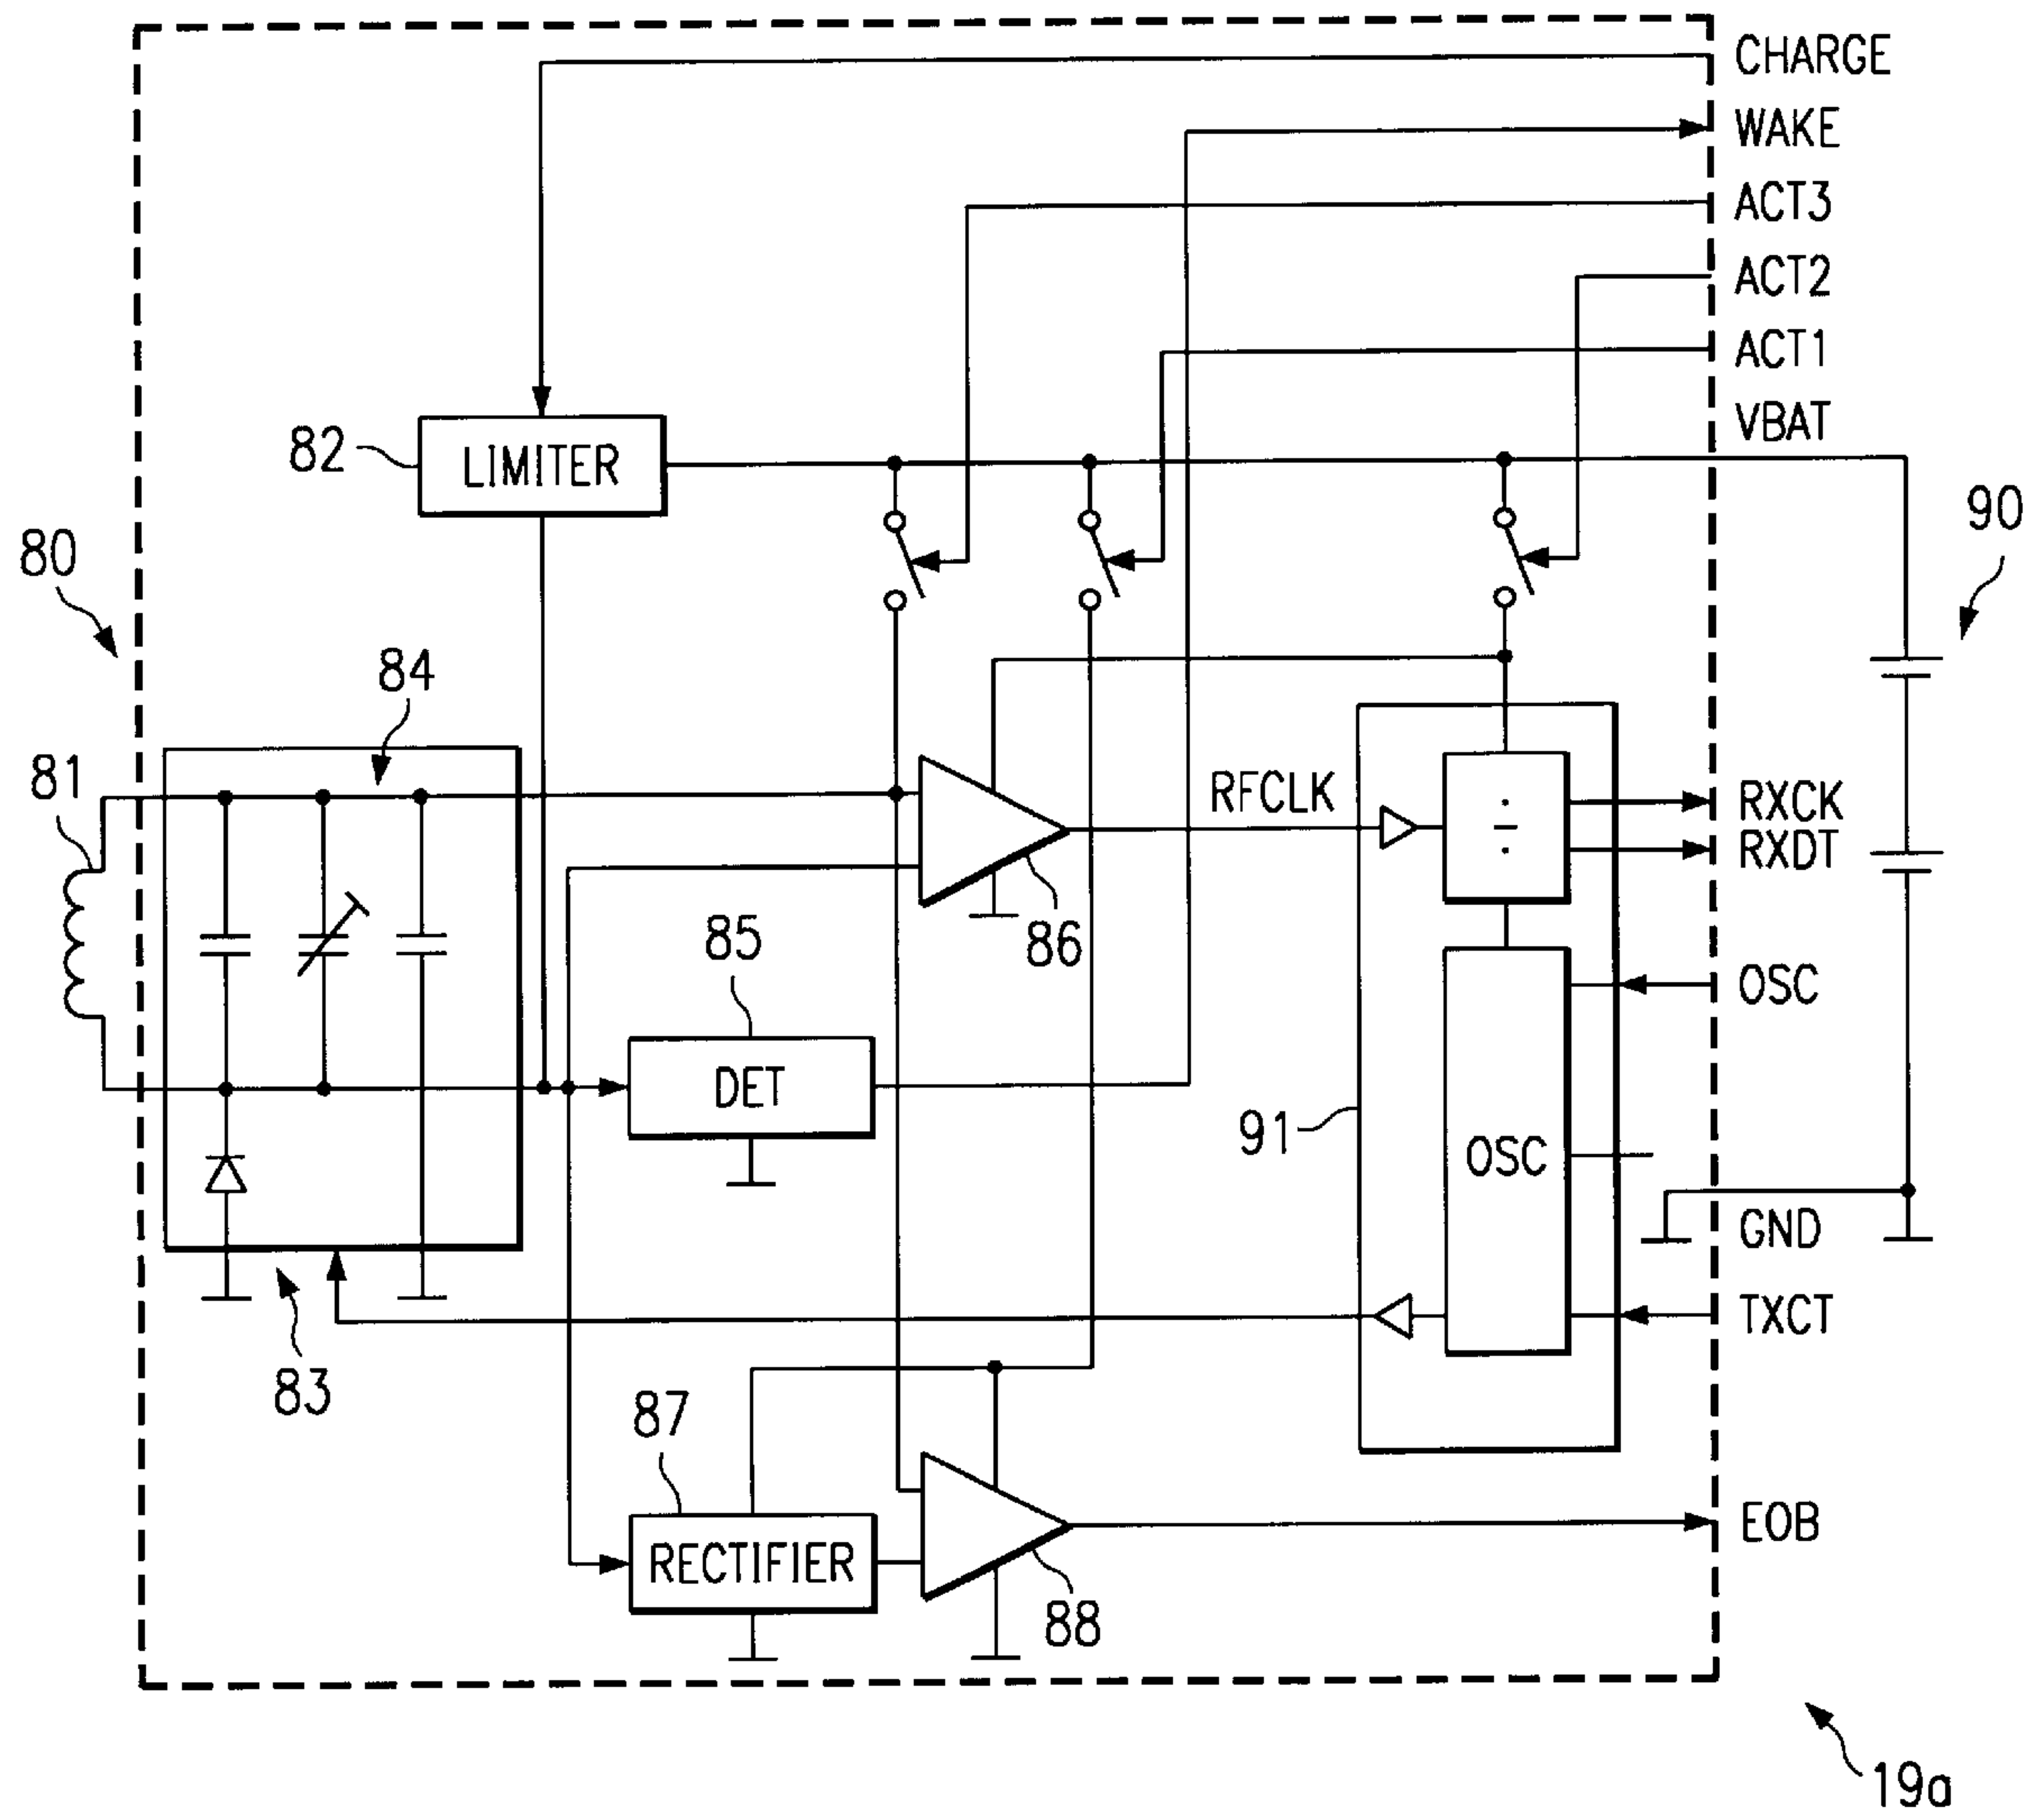 CHARGE
WAKE
ACT3
ACT2
ACT1
VBAT
82
LIMITER
90
80
84
81
RFCLK
÷
RXCK
RXDT
86
85
DET
OSC
91
OSC
GND
TXCT
83
87
RECTIFIER
88
EOB
19a